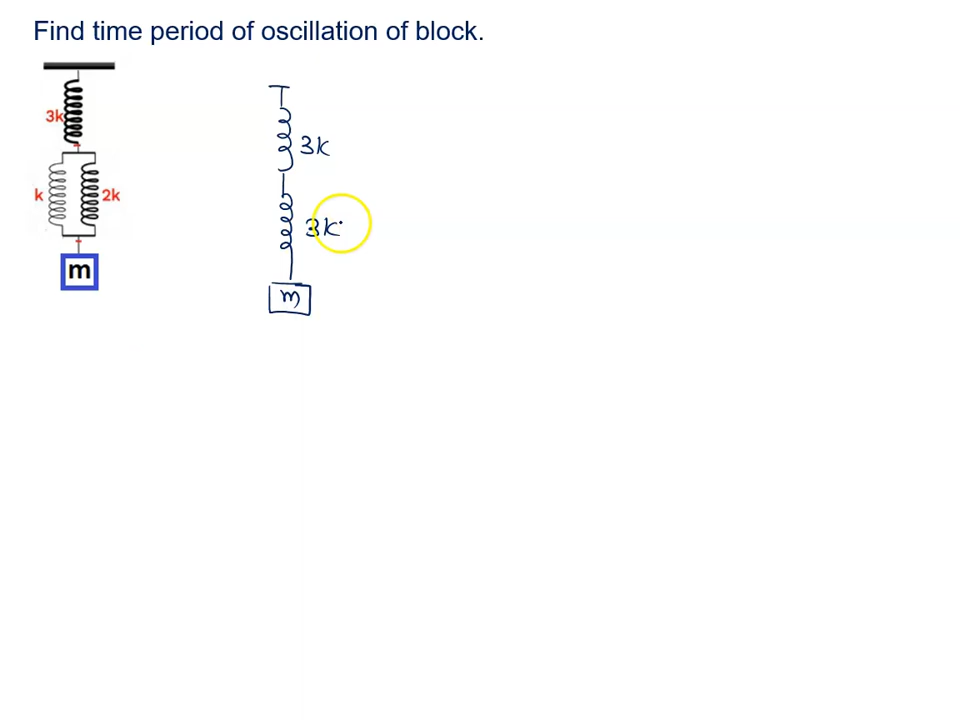 Find time period of oscillation of block.
3k
k
2k
m
3k
3k
m